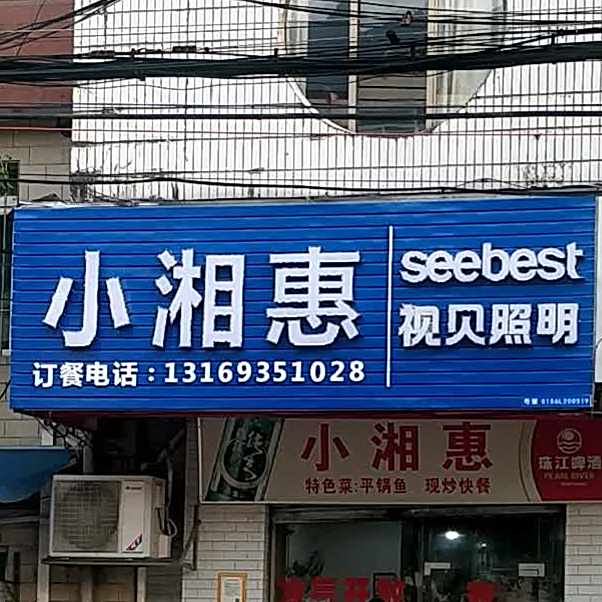 小湘惠
seebest
视贝照明
订餐电话：13169351028
小湘惠
特色菜:平锅鱼 现炒快餐
珠江啤酒
PEARL RIVER